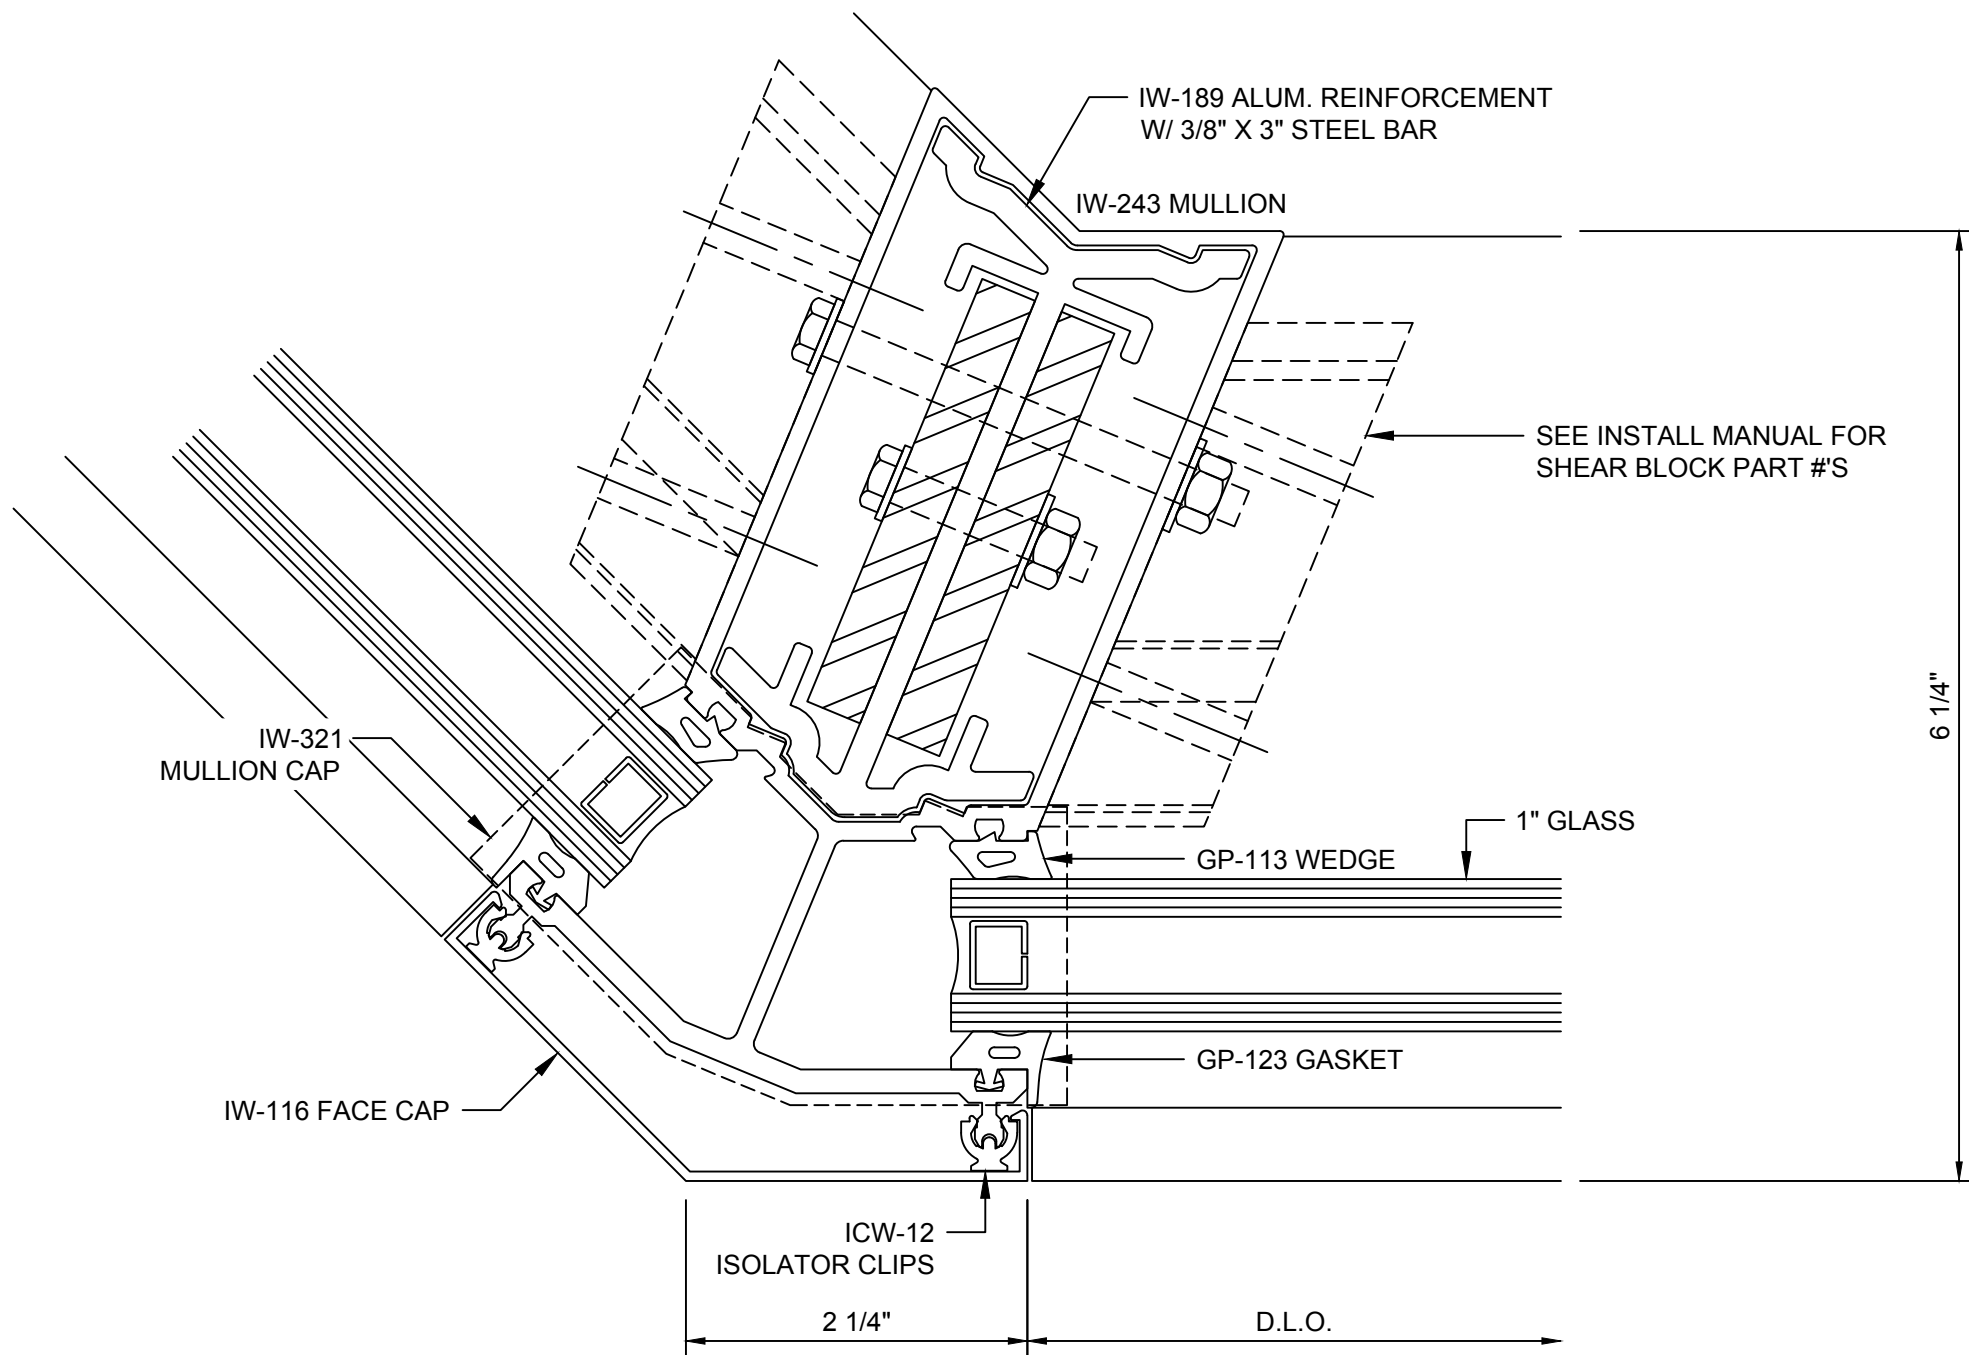 IW-189 ALUM. REINFORCEMENT
W/ 3/8" X 3" STEEL BAR
IW-243 MULLION
SEE INSTALL MANUAL FOR
SHEAR BLOCK PART #'S
6 1/4"
IW-321
MULLION CAP
1" GLASS
GP-113 WEDGE
GP-123 GASKET
IW-116 FACE CAP
ICW-12
ISOLATOR CLIPS
2 1/4"
D.L.O.